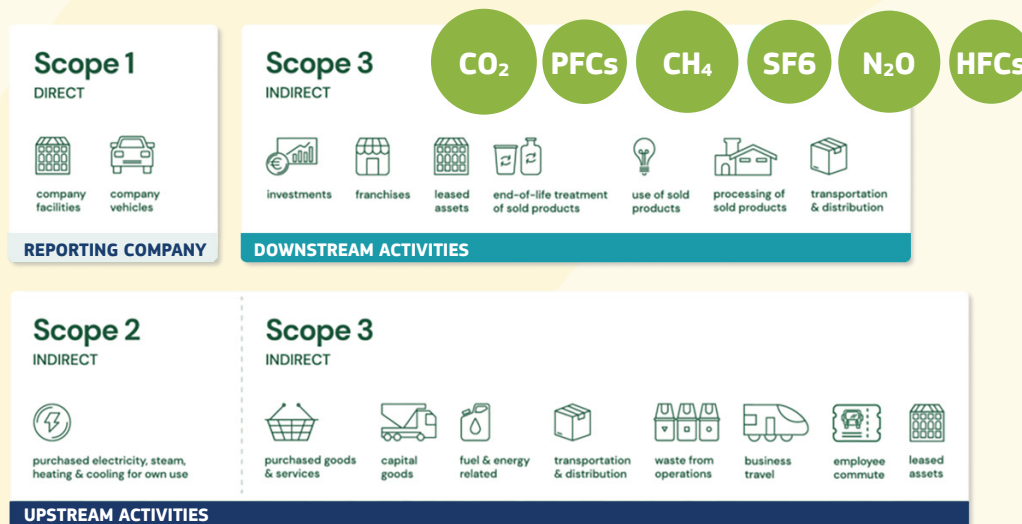 Scope 1
DIRECT
company
facilities
company
vehicles
REPORTING COMPANY
Scope 3
INDIRECT
CO₂
PFCs
CH₄
SF6
N₂O
HFCs
investments
franchises
leased
assets
end-of-life treatment
of sold products
use of sold
products
processing of
sold products
transportation
& distribution
DOWNSTREAM ACTIVITIES
Scope 2
INDIRECT
purchased electricity, steam,
heating & cooling for own use
Scope 3
INDIRECT
purchased goods
& services
capital
goods
fuel & energy
related
transportation
& distribution
waste from
operations
business
travel
employee
commute
leased
assets
UPSTREAM ACTIVITIES